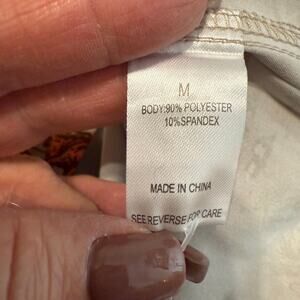 M
BODY:90% POLYESTER
10%SPANDEX
MADE IN CHINA
SEE REVERSE FOR CARE